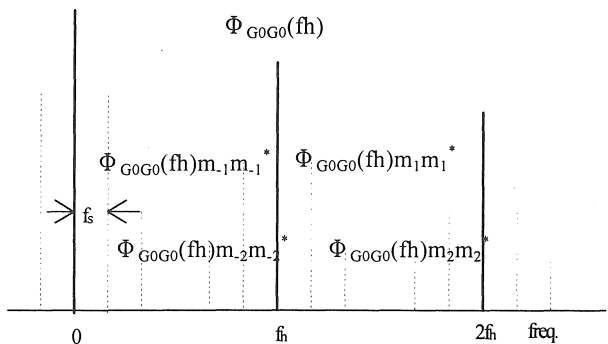 Φ G0G0(fh)
Φ G0G0(fh)m-1m-1* Φ G0G0(fh)m1m1*
fs
Φ G0G0(fh)m-2m-2* Φ G0G0(fh)m2m2*
0 fh 2fh freq.